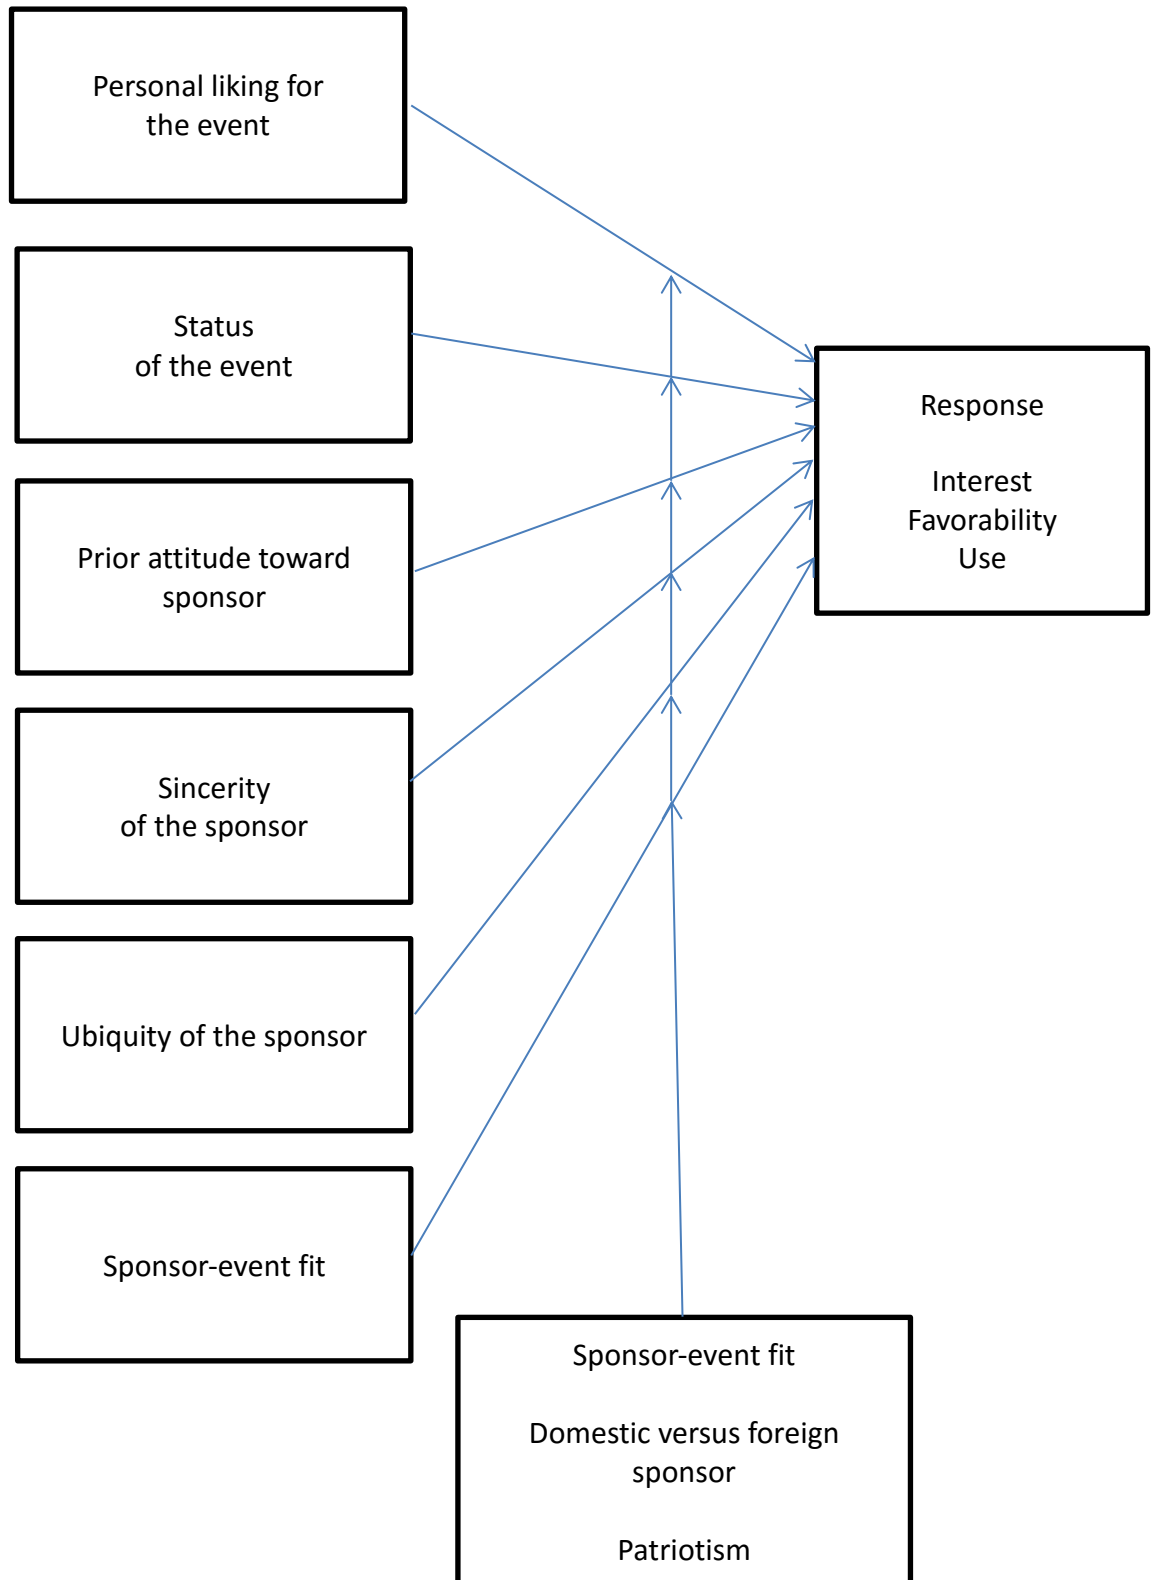 Personal liking for
the event
Status
of the event
Prior attitude toward
sponsor
Sincerity
of the sponsor
Ubiquity of the sponsor
Sponsor-event fit
Response
Interest
Favorability
Use
Sponsor-event fit
Domestic versus foreign
sponsor
Patriotism